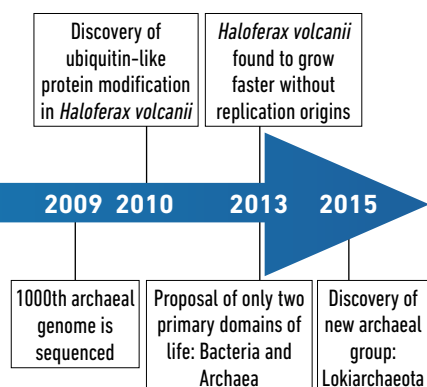 Discovery of
ubiquitin-like
protein modification
in Haloferax volcanii
Haloferax volcanii
found to grow
faster without
replication origins
2009 2010 2013 2015
1000th archaeal
genome is
sequenced
Proposal of only two
primary domains of
life: Bacteria and
Archaea
Discovery of
new archaeal
group:
Lokiarchaeota